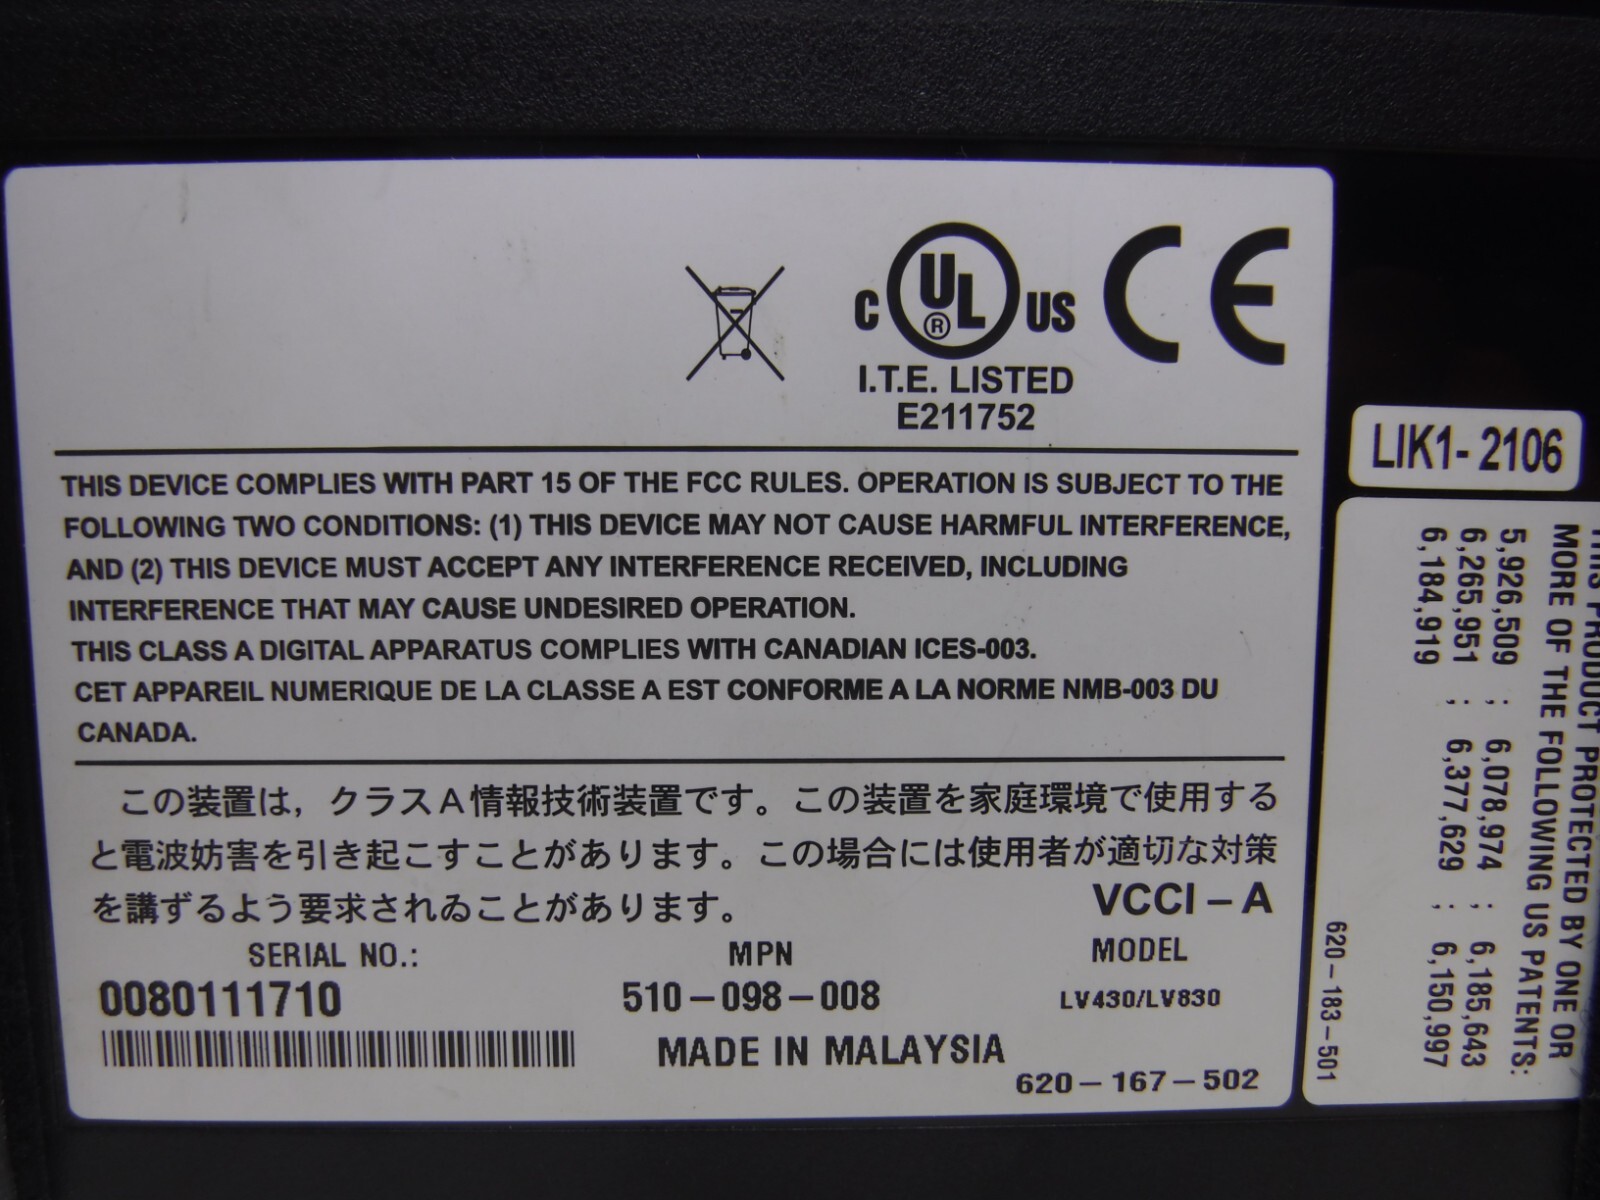 C UL® US CE
I.T.E. LISTED
E211752
THIS DEVICE COMPLIES WITH PART 15 OF THE FCC RULES. OPERATION IS SUBJECT TO THE
FOLLOWING TWO CONDITIONS: (1) THIS DEVICE MAY NOT CAUSE HARMFUL INTERFERENCE,
AND (2) THIS DEVICE MUST ACCEPT ANY INTERFERENCE RECEIVED, INCLUDING
INTERFERENCE THAT MAY CAUSE UNDESIRED OPERATION.
THIS CLASS A DIGITAL APPARATUS COMPLIES WITH CANADIAN ICES-003.
CET APPAREIL NUMERIQUE DE LA CLASSE A EST CONFORME A LA NORME NMB-003 DU
CANADA.
この装置は，クラスA情報技術装置です。この装置を家庭環境で使用する
と電波妨害を引き起こすことがあります。この場合には使用者が適切な対策
を講ずるよう要求されゐことがあります。
VCCI-A
SERIAL NO.: MPN MODEL
0080111710 510-098-008 LV430/LV830
MADE IN MALAYSIA
620-167-502
LIK1-2106
THIS PRODUCT PROTECTED BY ONE OR
MORE OF THE FOLLOWING US PATENTS:
5,926,509 ; 6,078,974 ; 6,185,643
6,265,951 ; 6,377,629 ; 6,150,997
6,184,919
620-183-501